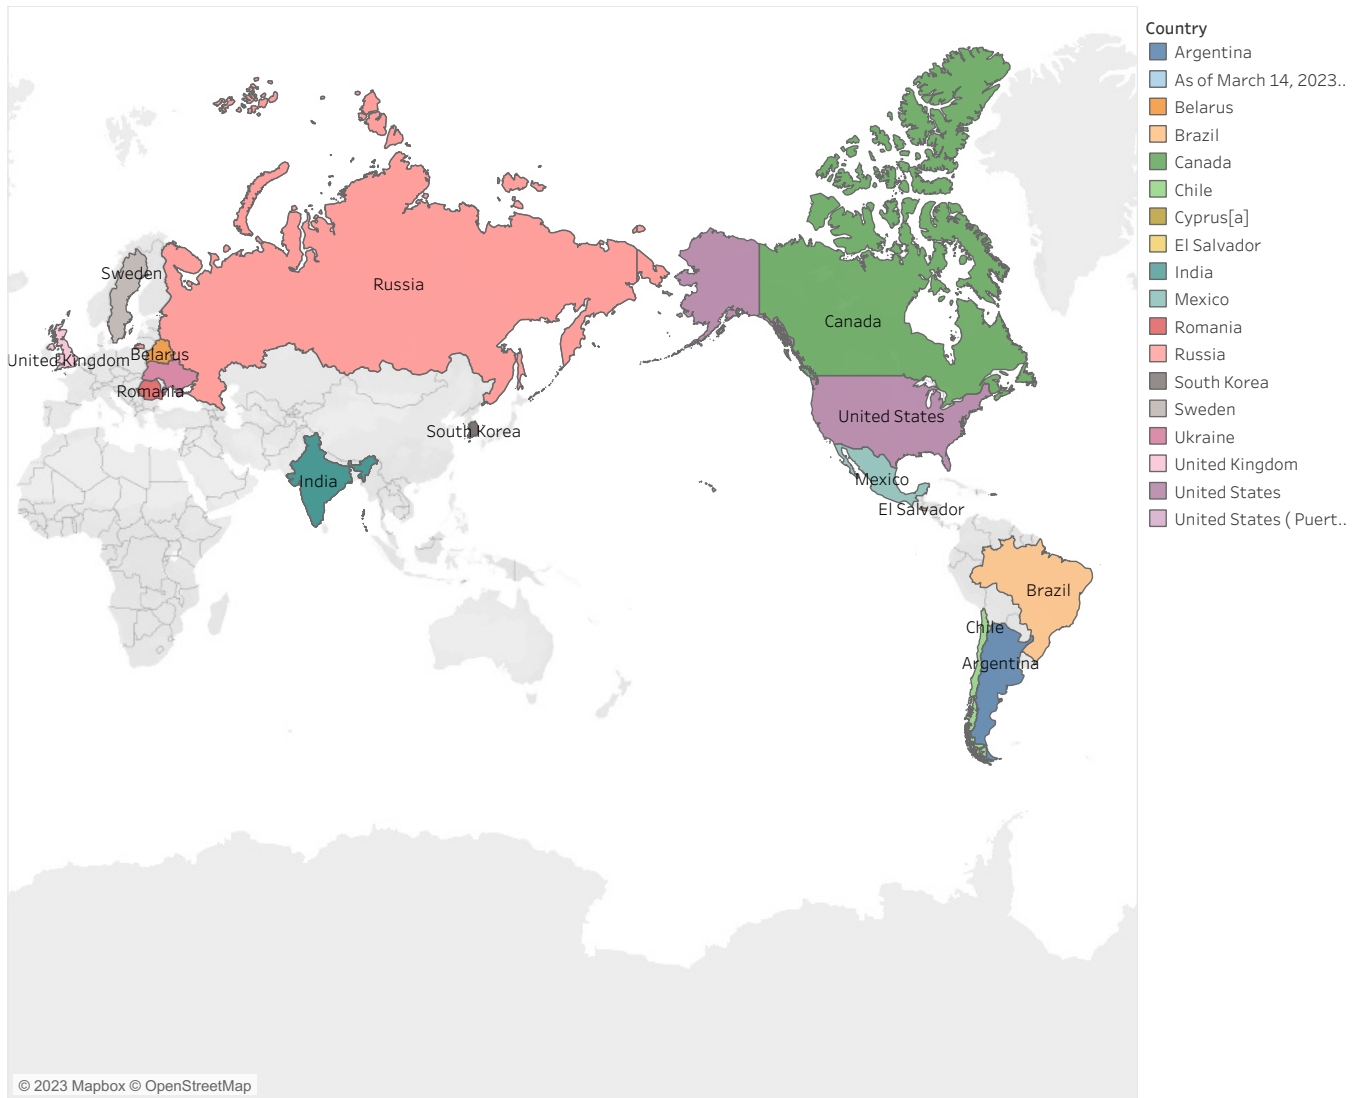 Country
Argentina
As of March 14, 2023..
Belarus
Brazil
Canada
Chile
Cyprus[a]
El Salvador
India
Mexico
Romania
Russia
South Korea
Sweden
Ukraine
United Kingdom
United States
United States ( Puert..
Sweden
Russia
Canada
United Kingdom
Belarus
Romania
United States
South Korea
India
Mexico
El Salvador
Brazil
Chile
Argentina
© 2023 Mapbox © OpenStreetMap